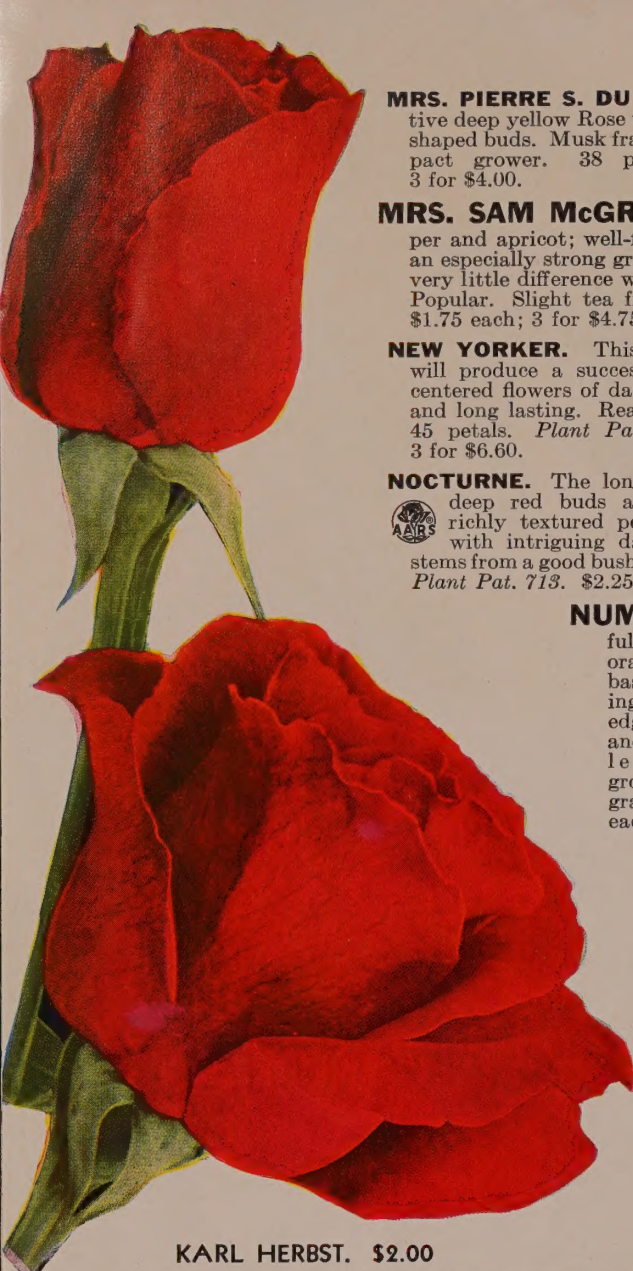 MRS. PIERRE S. DU
tive deep yellow Rose
shaped buds. Musk fra
pact grower. 38 p
3 for $4.00.
MRS. SAM McGR
per and apricot; well-
an especially strong gr
very little difference w
Popular. Slight tea f
$1.75 each; 3 for $4.75
NEW YORKER. This
will produce a succes
centered flowers of da
and long lasting. Rea
45 petals. Plant Pa
3 for $6.60.
NOCTURNE. The lon
deep red buds a
AARS
richly textured pe
with intriguing da
stems from a good bush
Plant Pat. 713. $2.25
NUM
ful
ora
bas
ing
edg
and
le
gro
gra
eac
KARL HERBST. $2.00